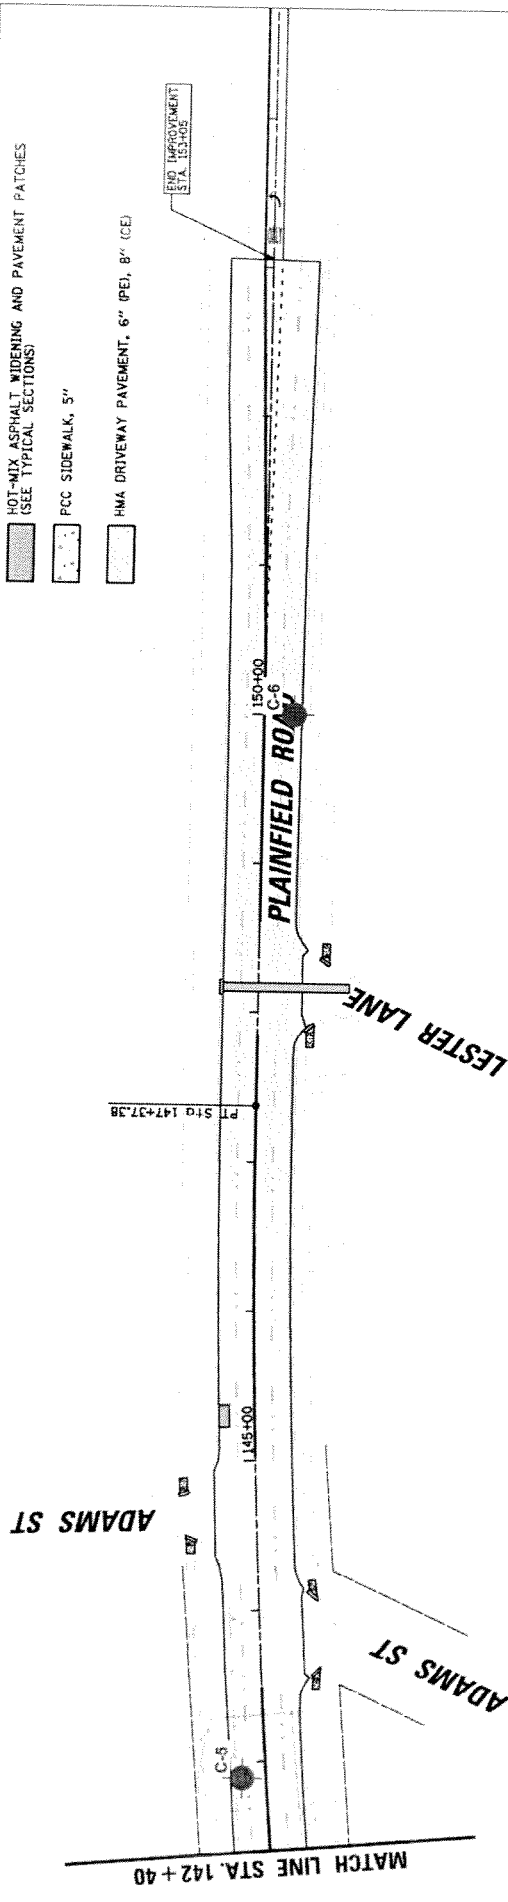 HOT-MIX ASPHALT WIDENING AND PAVEMENT PATCHES
(SEE TYPICAL SECTIONS)
PCC SIDEWALK, 5"
HMA DRIVEWAY PAVEMENT, 6" (PE), 8" (CE)
END IMPROVEMENT
STA. 153+05
150+00
C-6
PLAINFIELD ROAD
LESTER LANE
PT Sta 147+37.38
145+00
ADAMS ST
ADAMS ST
C-5
MATCH LINE STA. 142+40